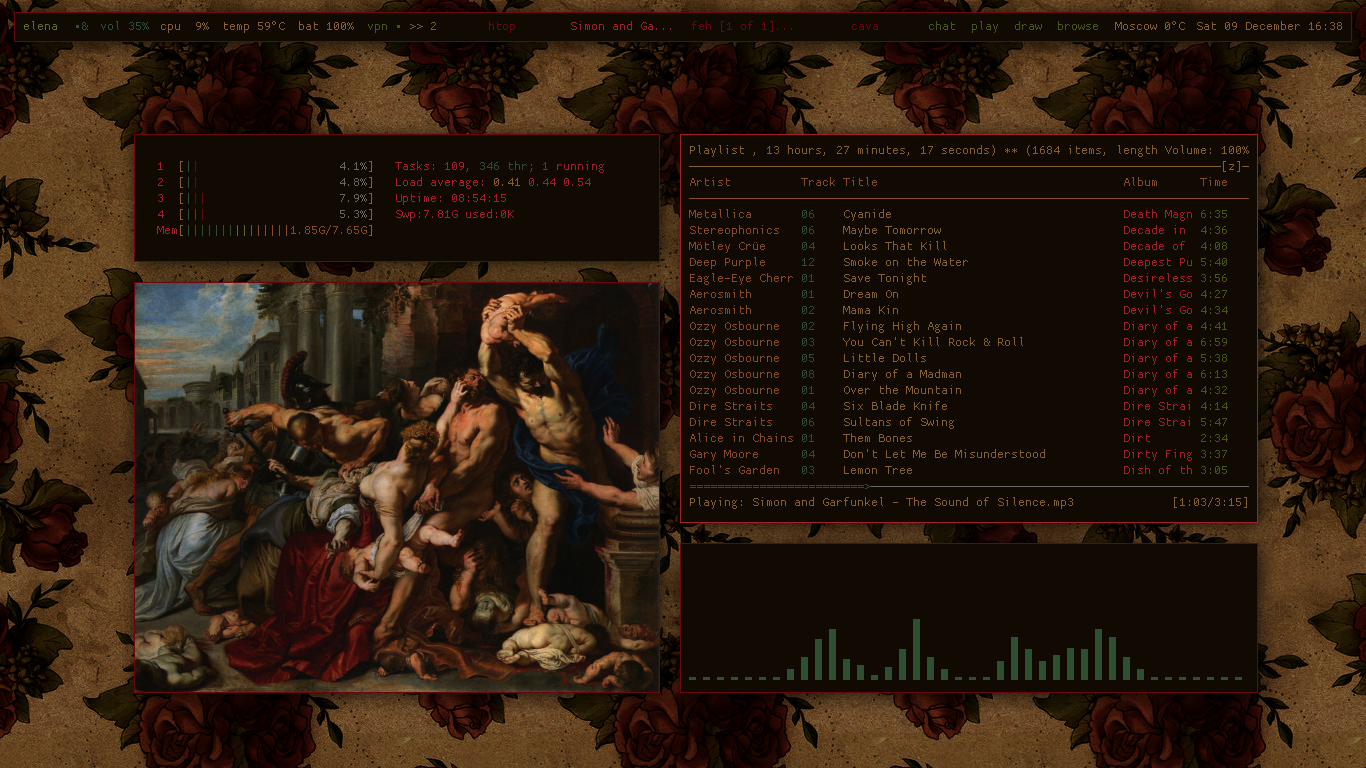 elena ▪& vol 35% cpu 9% temp 59°C bat 100% vpn ▪ >> 2 htop Simon and Ga... feh [1 of 1]... cava chat play draw browse Moscow 0°C Sat 09 December 16:38
1 [|| 4.1%] Tasks: 109, 346 thr; 1 running
2 [|| 4.8%] Load average: 0.41 0.44 0.54
3 [||| 7.9%] Uptime: 08:54:15
4 [||| 5.3%] Swp:7.81G used:0K
Mem[|||||||||||||||1.85G/7.65G]
Playlist , 13 hours, 27 minutes, 17 seconds) ** (1684 items, length Volume: 100%
[z]
Artist Track Title Album Time
Metallica 06 Cyanide Death Magn 6:35
Stereophonics 06 Maybe Tomorrow Decade in 4:36
Mötley Crüe 04 Looks That Kill Decade of 4:08
Deep Purple 12 Smoke on the Water Deepest Pu 5:40
Eagle-Eye Cherr 01 Save Tonight Desireless 3:56
Aerosmith 01 Dream On Devil's Go 4:27
Aerosmith 02 Mama Kin Devil's Go 4:34
Ozzy Osbourne 02 Flying High Again Diary of a 4:41
Ozzy Osbourne 03 You Can't Kill Rock & Roll Diary of a 6:59
Ozzy Osbourne 05 Little Dolls Diary of a 5:38
Ozzy Osbourne 08 Diary of a Madman Diary of a 6:13
Ozzy Osbourne 01 Over the Mountain Diary of a 4:32
Dire Straits 04 Six Blade Knife Dire Strai 4:14
Dire Straits 06 Sultans of Swing Dire Strai 5:47
Alice in Chains 01 Them Bones Dirt 2:34
Gary Moore 04 Don't Let Me Be Misunderstood Dirty Fing 3:37
Fool's Garden 03 Lemon Tree Dish of th 3:05
Playing: Simon and Garfunkel - The Sound of Silence.mp3 [1:03/3:15]